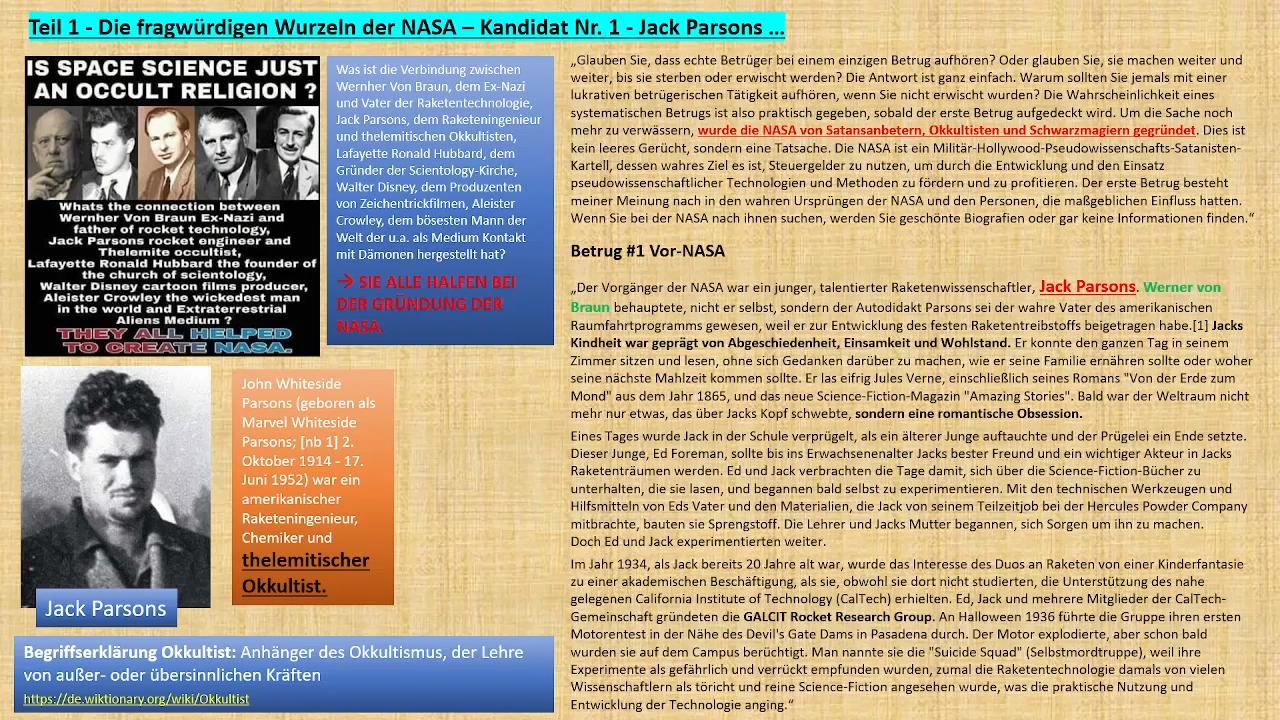 Teil 1 - Die fragwürdigen Wurzeln der NASA – Kandidat Nr. 1 - Jack Parsons ...
IS SPACE SCIENCE JUST
AN OCCULT RELIGION ?
Whats the connection between
Wernher Von Braun Ex-Nazi and
father of rocket technology,
Jack Parsons rocket engineer and
Thelemite occultist,
Lafayette Ronald Hubbard the founder of
the church of scientology,
Walter Disney cartoon films producer,
Aleister Crowley the wickedest man
in the world and Extraterrestrial
Aliens Medium ?
THEY ALL HELPED
TO CREATE NASA.
Was ist die Verbindung zwischen
Wernher Von Braun, dem Ex-Nazi
und Vater der Raketentechnologie,
Jack Parsons, dem Raketeningenieur
und thelemitischen Okkultisten,
Lafayette Ronald Hubbard, dem
Gründer der Scientology-Kirche,
Walter Disney, dem Produzenten
von Zeichentrickfilmen, Aleister
Crowley, dem bösesten Mann der
Welt der u.a. als Medium Kontakt
mit Dämonen hergestellt hat?
→ SIE ALLE HALFEN BEI
DER GRÜNDUNG DER
NASA.
John Whiteside
Parsons (geboren als
Marvel Whiteside
Parsons; [nb 1] 2.
Oktober 1914 - 17.
Juni 1952) war ein
amerikanischer
Raketeningenieur,
Chemiker und
thelemitischer
Okkultist.
Jack Parsons
Begriffserklärung Okkultist: Anhänger des Okkultismus, der Lehre
von außer- oder übersinnlichen Kräften
https://de.wiktionary.org/wiki/Okkultist
„Glauben Sie, dass echte Betrüger bei einem einzigen Betrug aufhören? Oder glauben Sie, sie machen weiter und
weiter, bis sie sterben oder erwischt werden? Die Antwort ist ganz einfach. Warum sollten Sie jemals mit einer
lukrativen betrügerischen Tätigkeit aufhören, wenn Sie nicht erwischt wurden? Die Wahrscheinlichkeit eines
systematischen Betrugs ist also praktisch gegeben, sobald der erste Betrug aufgedeckt wird. Um die Sache noch
mehr zu verwässern, wurde die NASA von Satansanbetern, Okkultisten und Schwarzmagiern gegründet. Dies ist
kein leeres Gerücht, sondern eine Tatsache. Die NASA ist ein Militär-Hollywood-Pseudowissenschafts-Satanisten-
Kartell, dessen wahres Ziel es ist, Steuergelder zu nutzen, um durch die Entwicklung und den Einsatz
pseudowissenschaftlicher Technologien und Methoden zu fördern und zu profitieren. Der erste Betrug besteht
meiner Meinung nach in den wahren Ursprüngen der NASA und den Personen, die maßgeblichen Einfluss hatten.
Wenn Sie bei der NASA nach ihnen suchen, werden Sie geschönte Biografien oder gar keine Informationen finden.“
Betrug #1 Vor-NASA
„Der Vorgänger der NASA war ein junger, talentierter Raketenwissenschaftler, Jack Parsons. Werner von
Braun behauptete, nicht er selbst, sondern der Autodidakt Parsons sei der wahre Vater des amerikanischen
Raumfahrtprogramms gewesen, weil er zur Entwicklung des festen Raketentreibstoffs beigetragen habe.[1] Jacks
Kindheit war geprägt von Abgeschiedenheit, Einsamkeit und Wohlstand. Er konnte den ganzen Tag in seinem
Zimmer sitzen und lesen, ohne sich Gedanken darüber zu machen, wie er seine Familie ernähren sollte oder woher
seine nächste Mahlzeit kommen sollte. Er las eifrig Jules Verne, einschließlich seines Romans "Von der Erde zum
Mond" aus dem Jahr 1865, und das neue Science-Fiction-Magazin "Amazing Stories". Bald war der Weltraum nicht
mehr nur etwas, das über Jacks Kopf schwebte, sondern eine romantische Obsession.
Eines Tages wurde Jack in der Schule verprügelt, als ein älterer Junge auftauchte und der Prügelei ein Ende setzte.
Dieser Junge, Ed Foreman, sollte bis ins Erwachsenenalter Jacks bester Freund und ein wichtiger Akteur in Jacks
Raketenträumen werden. Ed und Jack verbrachten die Tage damit, sich über die Science-Fiction-Bücher zu
unterhalten, die sie lasen, und begannen bald selbst zu experimentieren. Mit den technischen Werkzeugen und
Hilfsmitteln von Eds Vater und den Materialien, die Jack von seinem Teilzeitjob bei der Hercules Powder Company
mitbrachte, bauten sie Sprengstoff. Die Lehrer und Jacks Mutter begannen, sich Sorgen um ihn zu machen.
Doch Ed und Jack experimentierten weiter.
Im Jahr 1934, als Jack bereits 20 Jahre alt war, wurde das Interesse des Duos an Raketen von einer Kinderfantasie
zu einer akademischen Beschäftigung, als sie, obwohl sie dort nicht studierten, die Unterstützung des nahe
gelegenen California Institute of Technology (CalTech) erhielten. Ed, Jack und mehrere Mitglieder der CalTech-
Gemeinschaft gründeten die GALCIT Rocket Research Group. An Halloween 1936 führte die Gruppe ihren ersten
Motorentest in der Nähe des Devil's Gate Dams in Pasadena durch. Der Motor explodierte, aber schon bald
wurden sie auf dem Campus berüchtigt. Man nannte sie die "Suicide Squad" (Selbstmordtruppe), weil ihre
Experimente als gefährlich und verrückt empfunden wurden, zumal die Raketentechnologie damals von vielen
Wissenschaftlern als töricht und reine Science-Fiction angesehen wurde, was die praktische Nutzung und
Entwicklung der Technologie anging.“